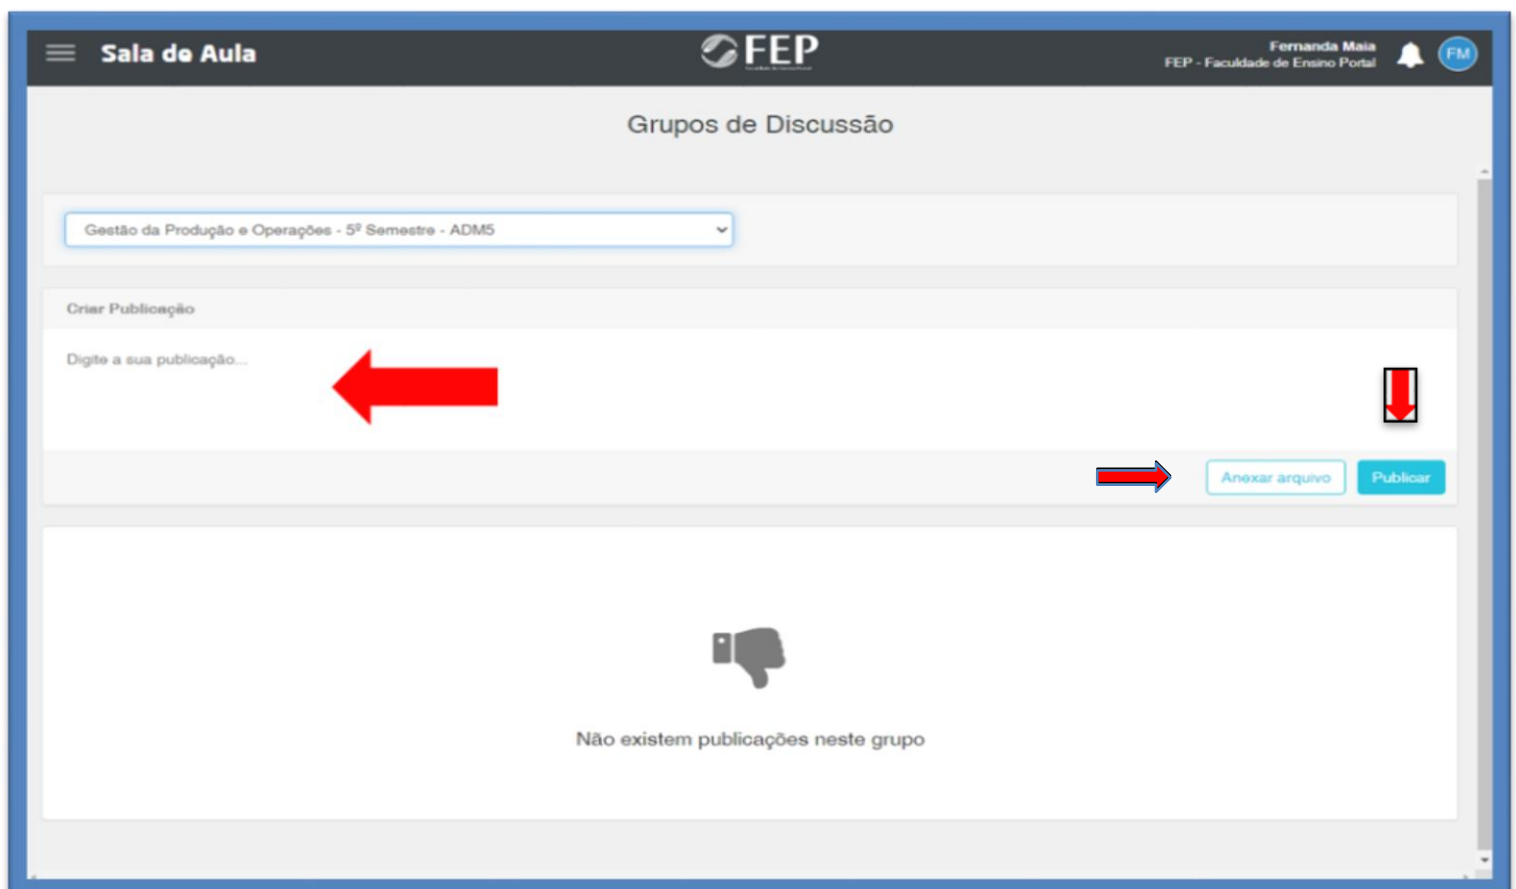 Sala de Aula
FEP
Fernanda Maia
FEP - Faculdade de Ensino Portal
FM
Grupos de Discussão
Gestão da Produção e Operações - 5º Semestre - ADM5
Criar Publicação
Digite a sua publicação...
Anexar arquivo
Publicar
Não existem publicações neste grupo